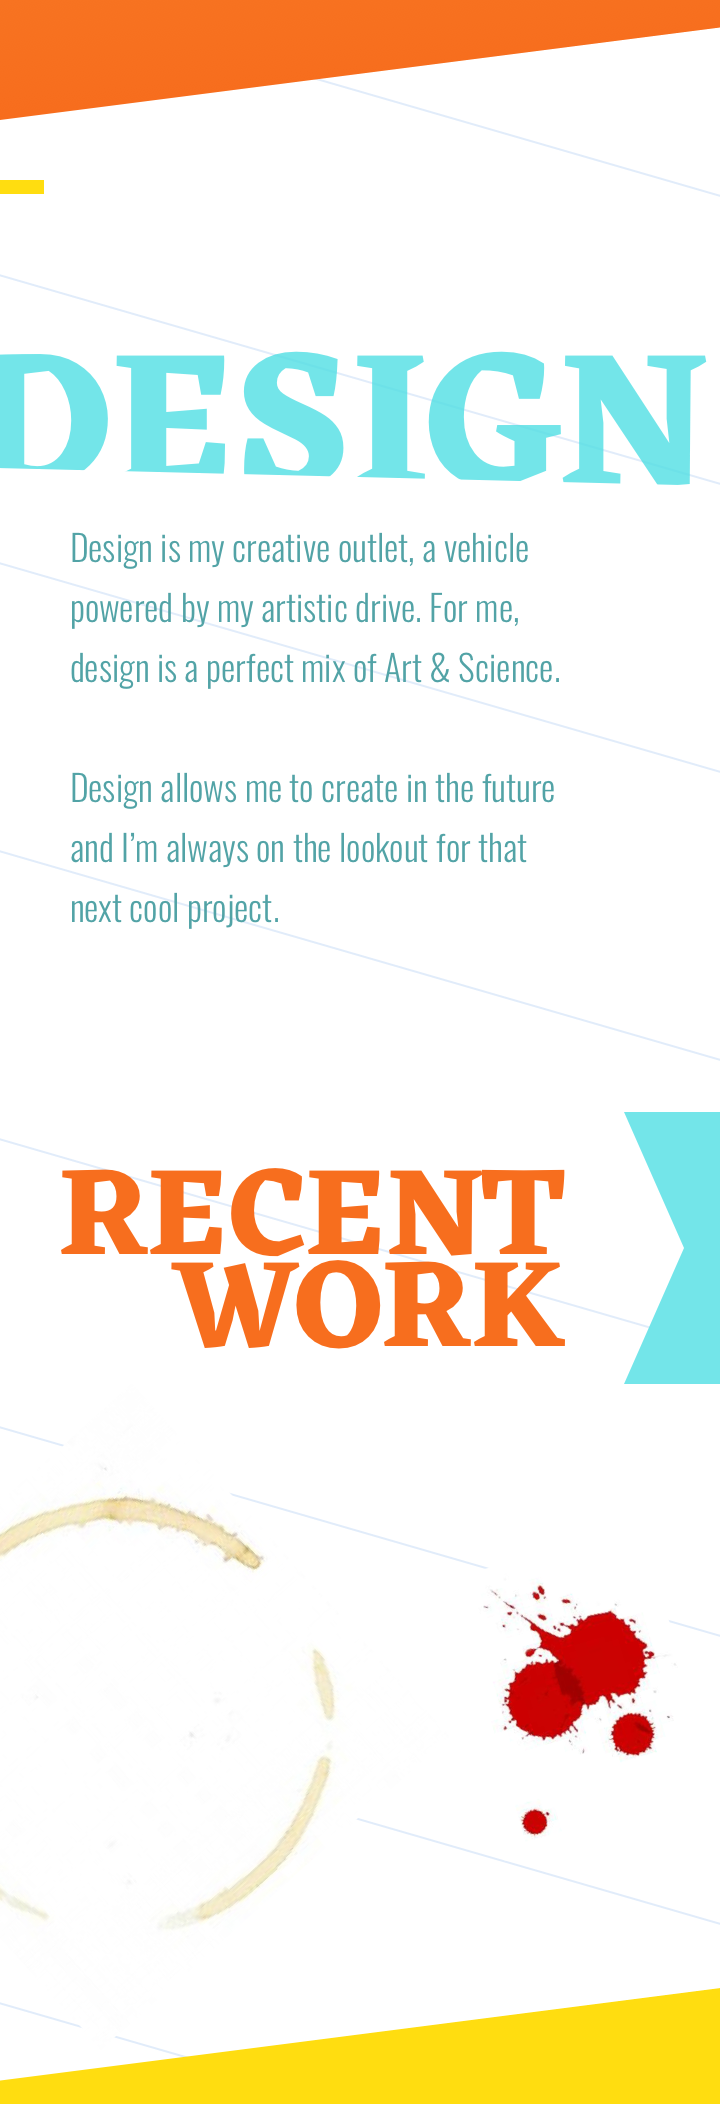 DESIGN
Design is my creative outlet, a vehicle
powered by my artistic drive. For me,
design is a perfect mix of Art & Science.
Design allows me to create in the future
and I’m always on the lookout for that
next cool project.
RECENT
WORK